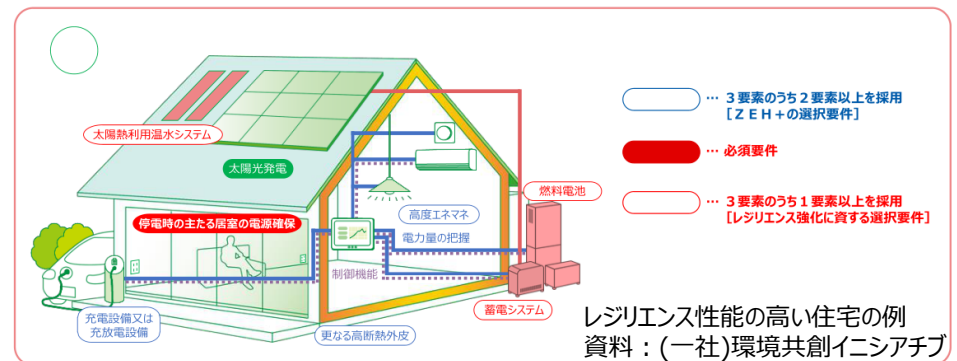 太陽熱利用温水システム
太陽光発電
停電時の主たる居室の電源確保
高度エネマネ
電力量の把握
制御機能
燃料電池
蓄電システム
充電設備又は
充放電設備
更なる高断熱外皮
… 3要素のうち2要素以上を採用
[ZEH+の選択要件]
… 必須要件
… 3要素のうち1要素以上を採用
[レジリエンス強化に資する選択要件]
レジリエンス性能の高い住宅の例
資料:(一社)環境共創イニシアチブ